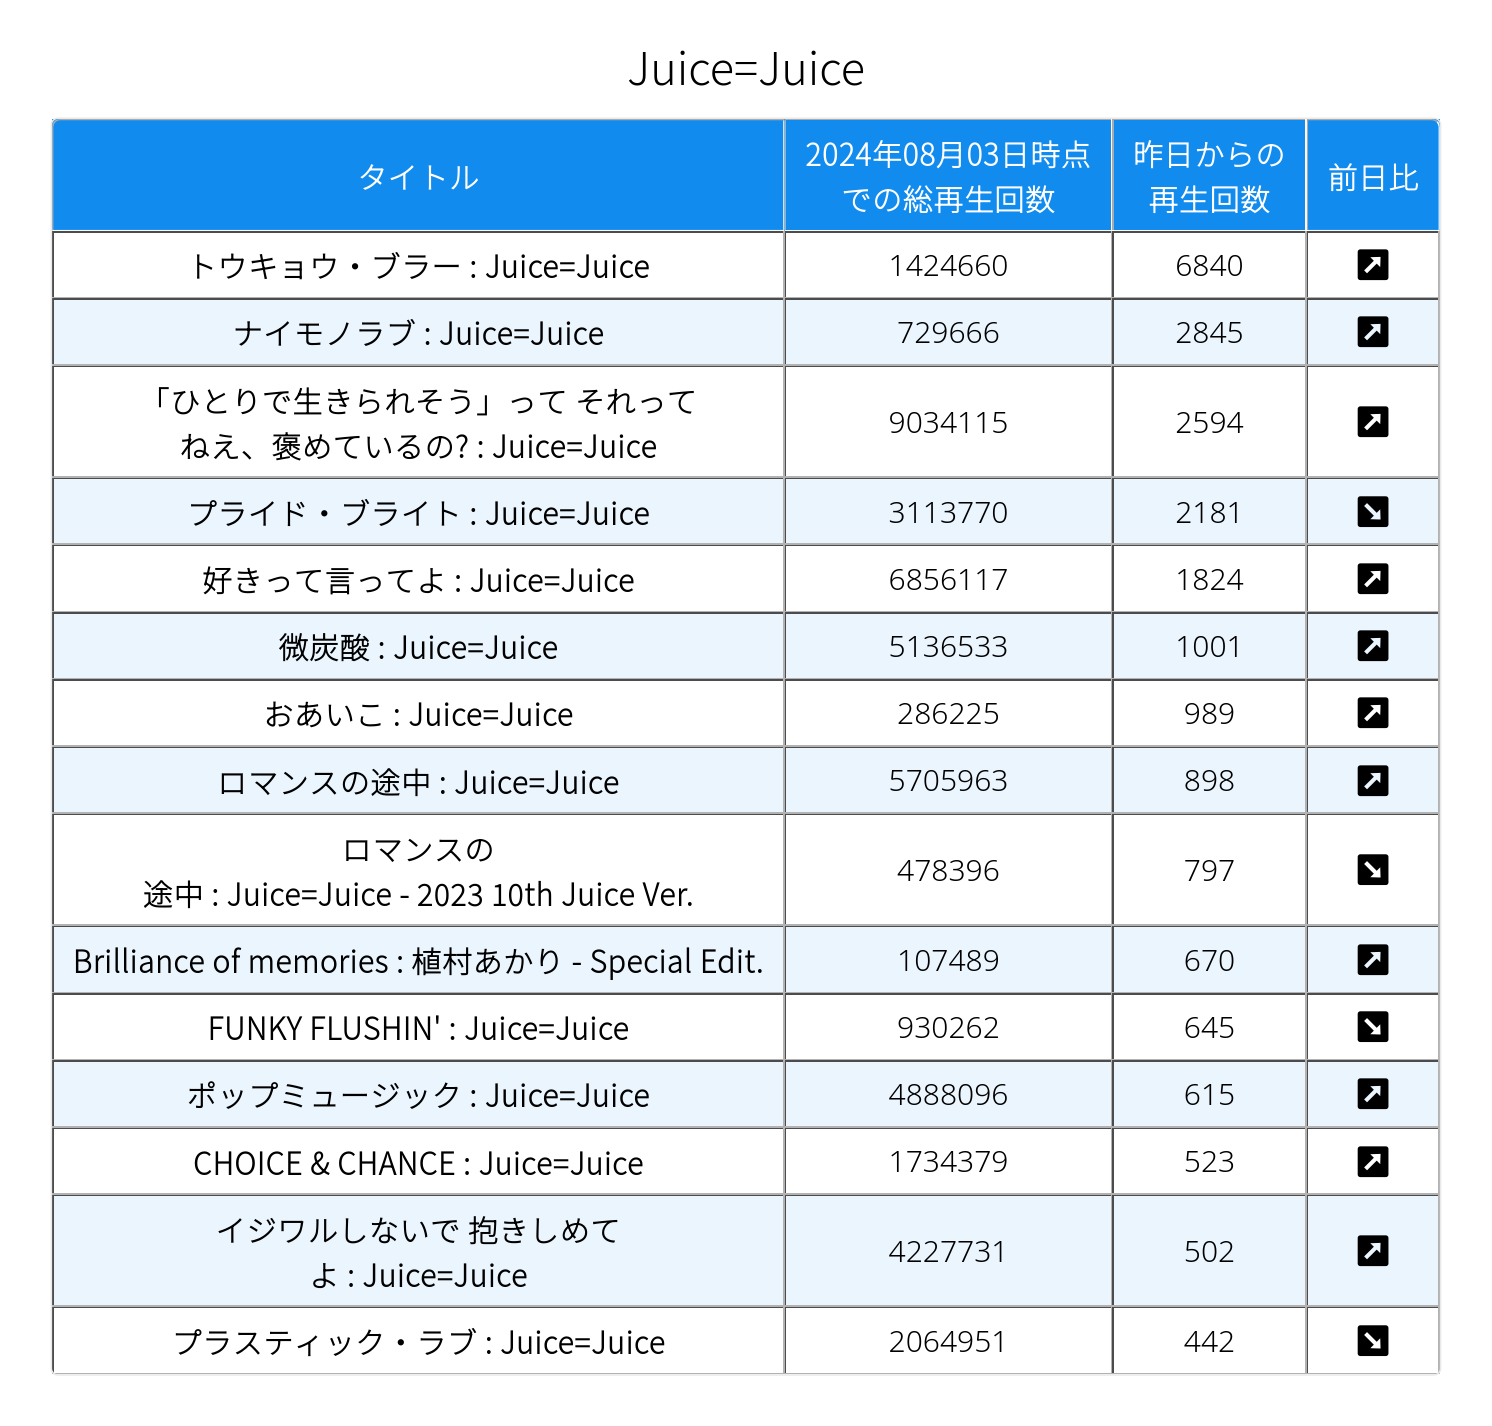 Juice=Juice
タイトル
2024年08月03日時点
での総再生回数
昨日からの
再生回数
前日比
トウキョウ・ブラー : Juice=Juice 1424660 6840 ↗
ナイモノラブ : Juice=Juice 729666 2845 ↗
「ひとりで生きられそう」って それって
ねえ、褒めているの? : Juice=Juice
9034115 2594 ↗
プライド・ブライト : Juice=Juice 3113770 2181 ↘
好きって言ってよ : Juice=Juice 6856117 1824 ↗
微炭酸 : Juice=Juice 5136533 1001 ↗
おあいこ : Juice=Juice 286225 989 ↗
ロマンスの途中 : Juice=Juice 5705963 898 ↗
ロマンスの
途中 : Juice=Juice - 2023 10th Juice Ver.
478396 797 ↘
Brilliance of memories : 植村あかり - Special Edit. 107489 670 ↗
FUNKY FLUSHIN' : Juice=Juice 930262 645 ↘
ポップミュージック : Juice=Juice 4888096 615 ↗
CHOICE & CHANCE : Juice=Juice 1734379 523 ↗
イジワルしないで 抱きしめて
よ : Juice=Juice
4227731 502 ↗
プラスティック・ラブ : Juice=Juice 2064951 442 ↘